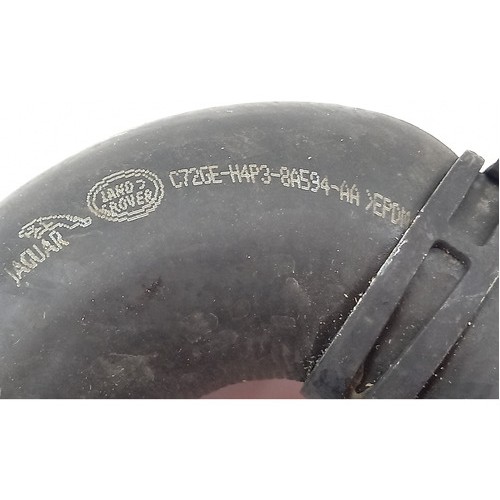 JAGUAR
LAND
ROVER
C72GE-H4P3-8A594-AA >EPDM